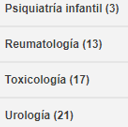 Psiquiatría infantil (3)
Reumatología (13)
Toxicología (17)
Urología (21)